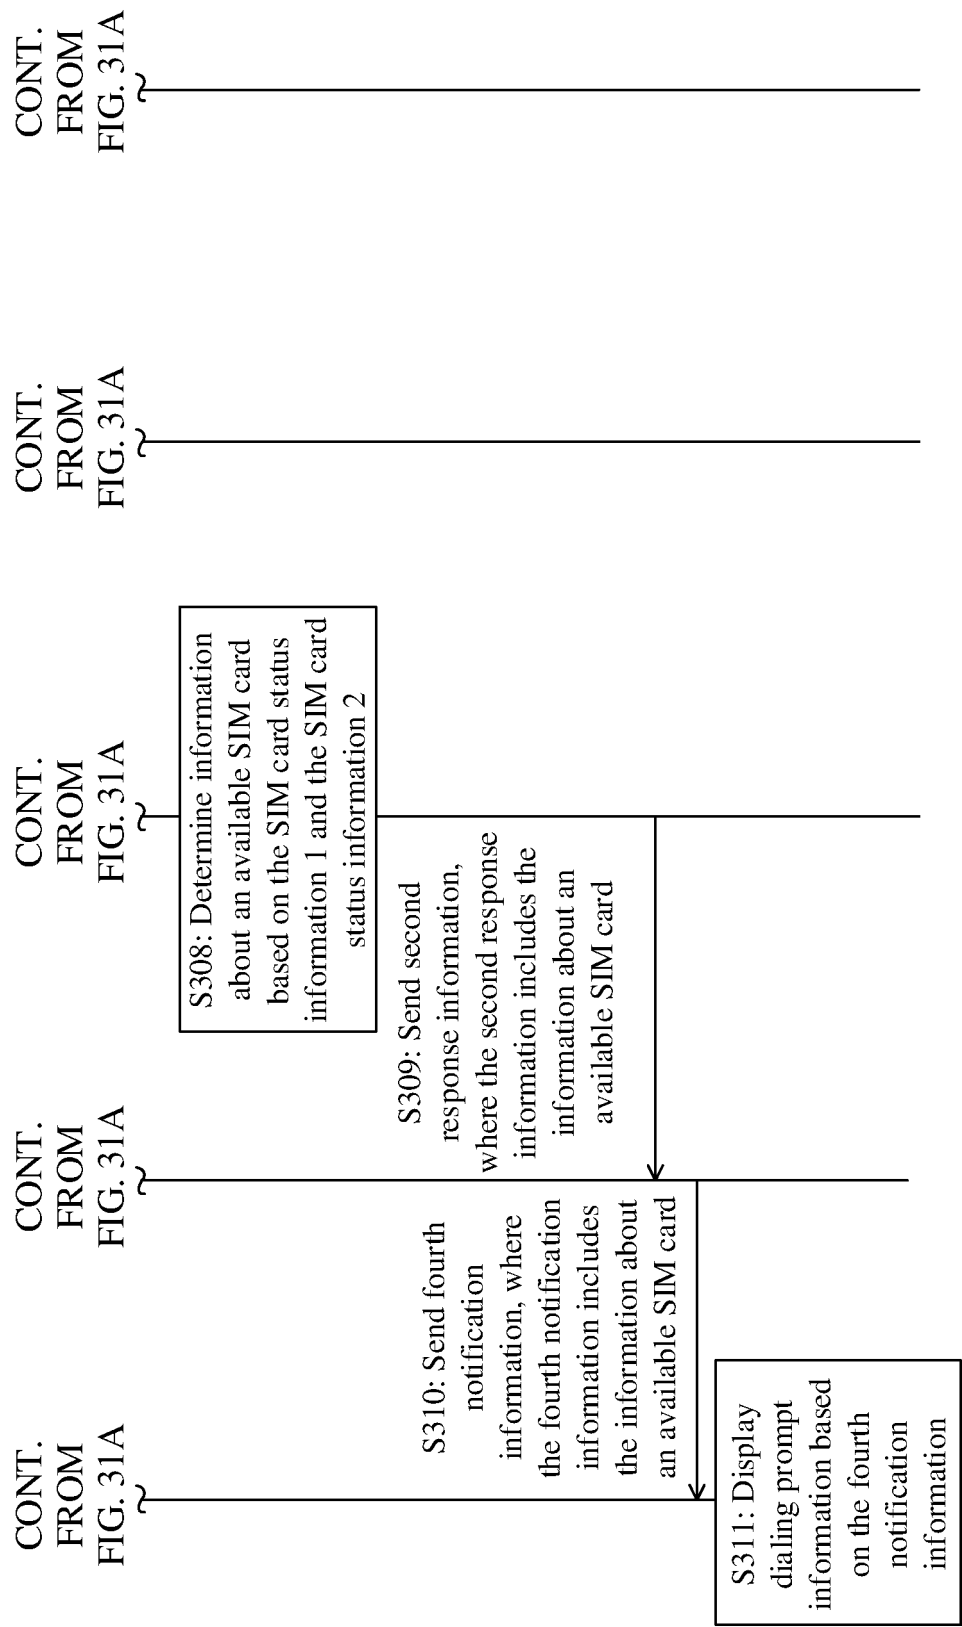 CONT.
FROM
FIG. 31A
CONT.
FROM
FIG. 31A
CONT.
FROM
FIG. 31A
CONT.
FROM
FIG. 31A
CONT.
FROM
FIG. 31A
S308: Determine information
about an available SIM card
based on the SIM card status
information 1 and the SIM card
status information 2
S309: Send second
response information,
where the second response
information includes the
information about an
available SIM card
S310: Send fourth
notification
information, where
the fourth notification
information includes
the information about
an available SIM card
S311: Display
dialing prompt
information based
on the fourth
notification
information